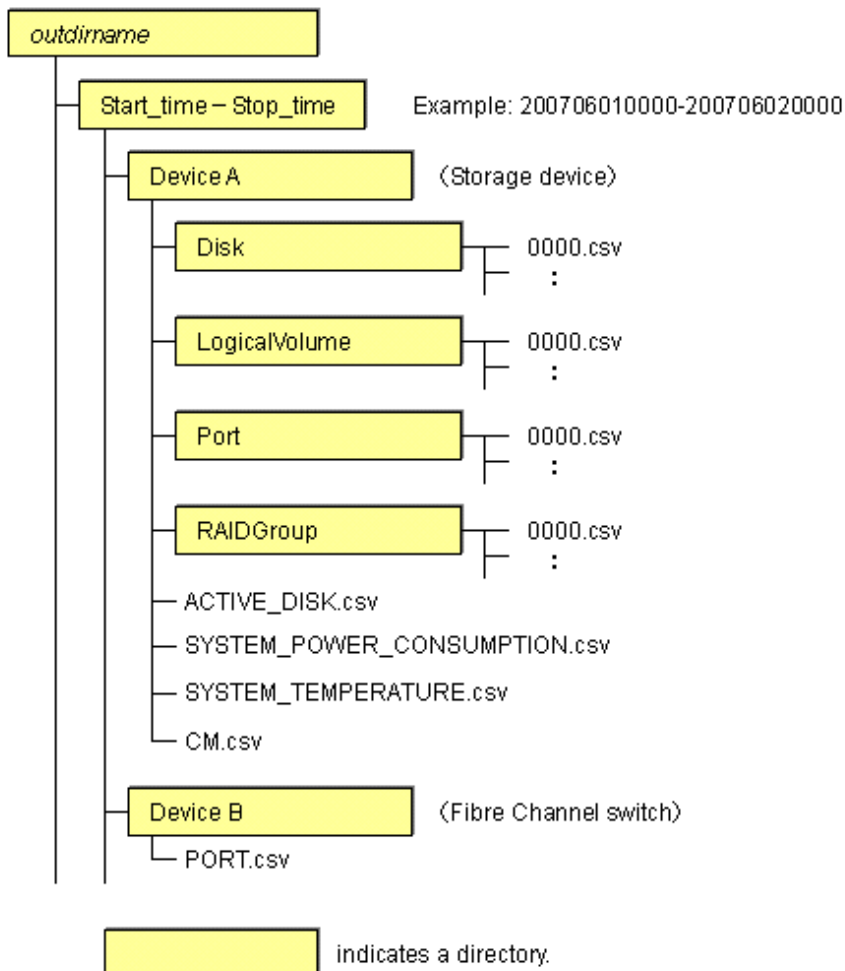 outdirname
Start_time – Stop_time Example: 200706010000-200706020000
Device A (Storage device)
Disk 0000.csv
:
LogicalVolume 0000.csv
:
Port 0000.csv
:
RAIDGroup 0000.csv
:
ACTIVE_DISK.csv
SYSTEM_POWER_CONSUMPTION.csv
SYSTEM_TEMPERATURE.csv
CM.csv
Device B (Fibre Channel switch)
PORT.csv
indicates a directory.